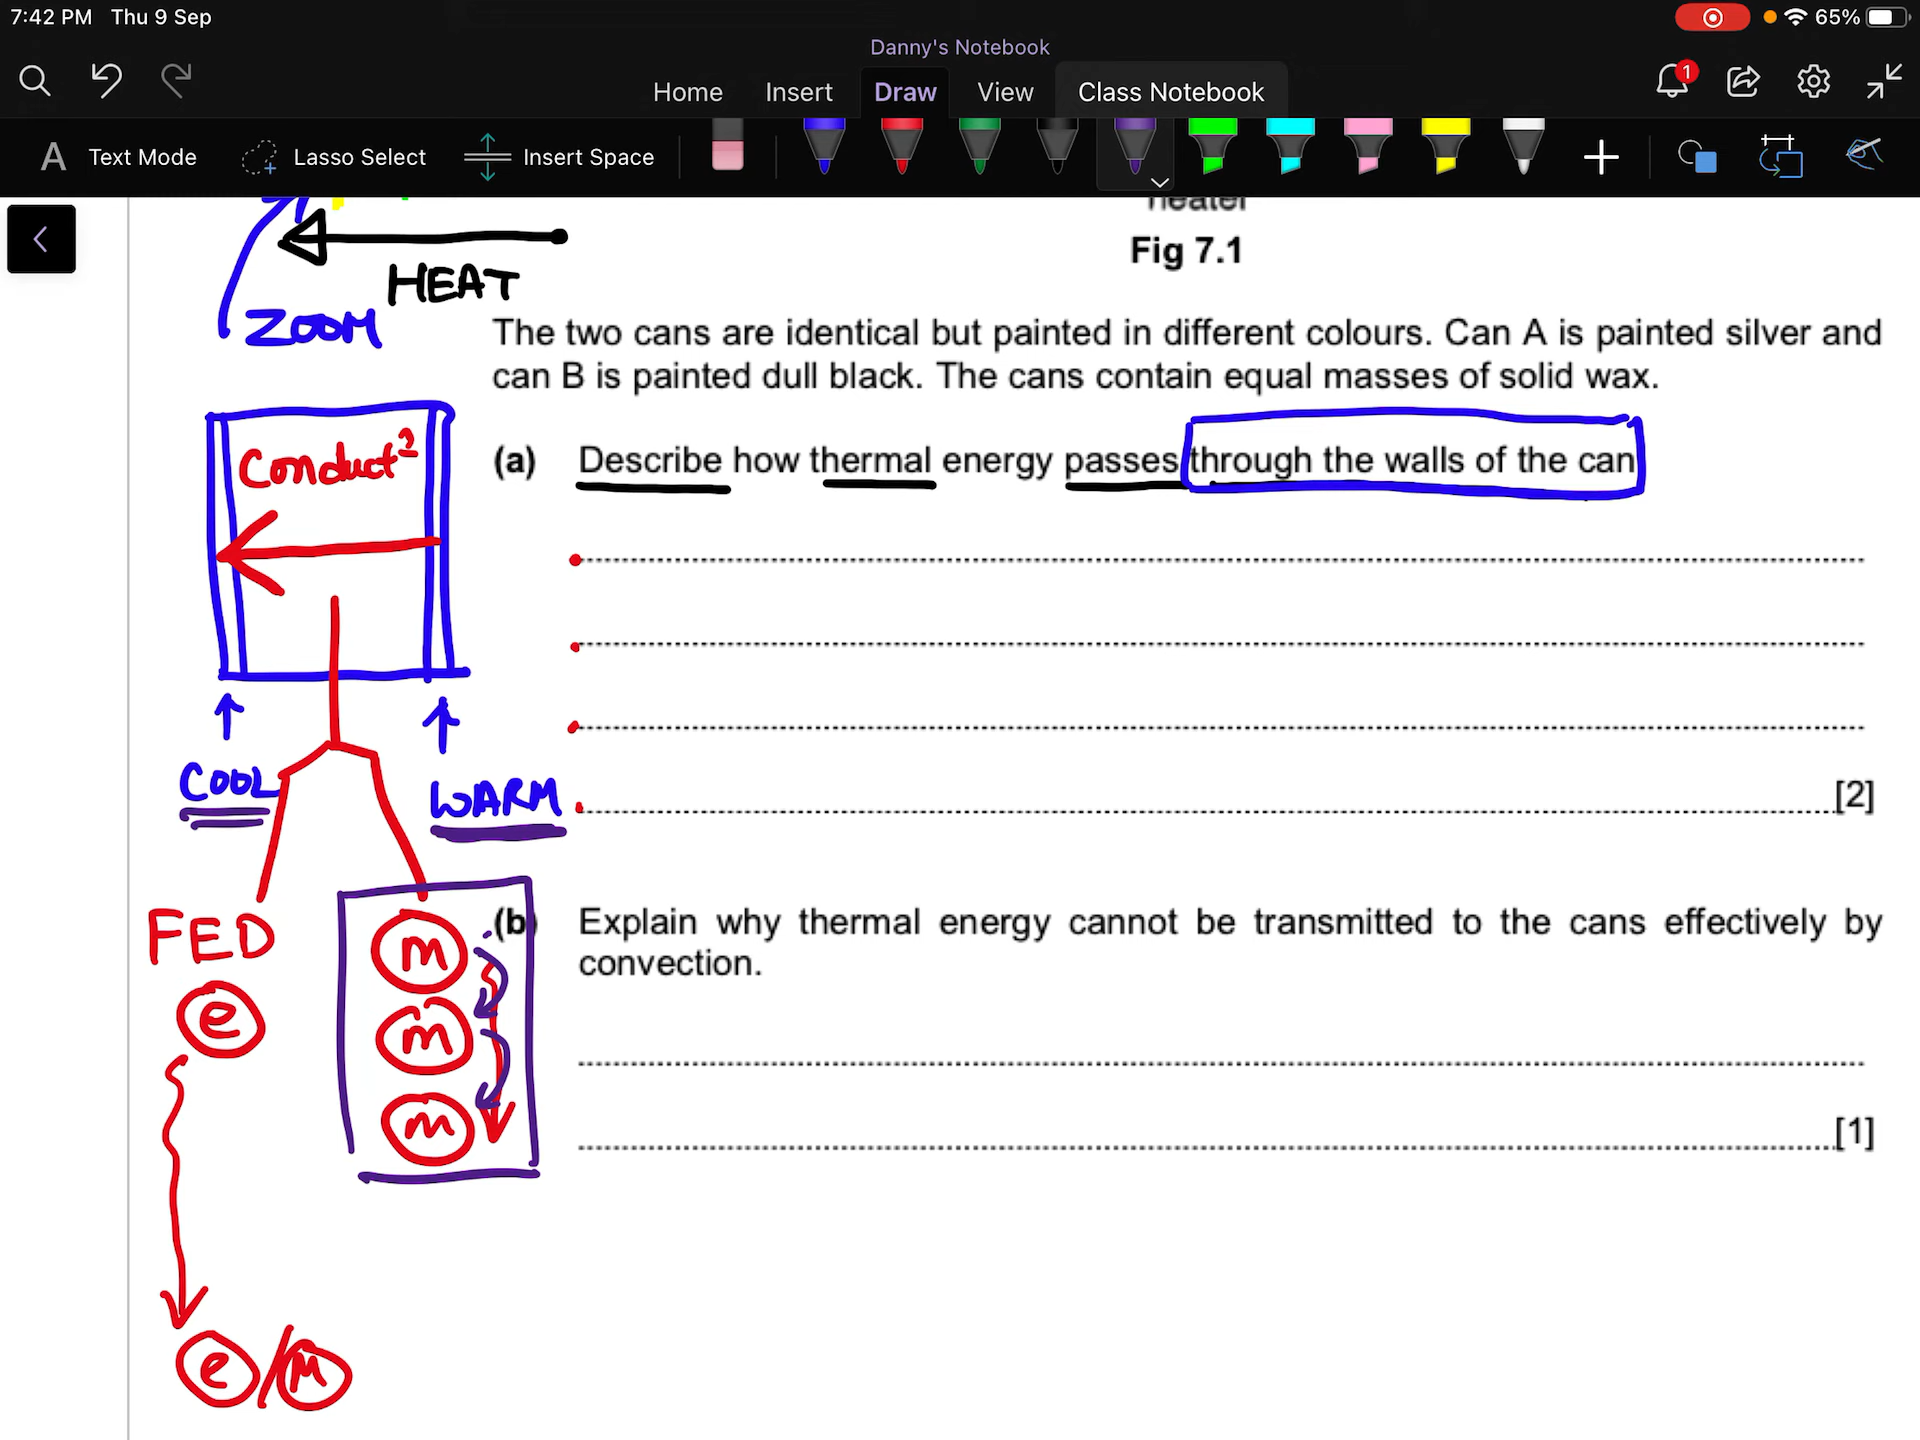 7:42 PM Thu 9 Sep
65%
Danny's Notebook
Home Insert Draw View Class Notebook
1
A Text Mode Lasso Select Insert Space
heater
Fig 7.1
HEAT
ZOOM
The two cans are identical but painted in different colours. Can A is painted silver and
can B is painted dull black. The cans contain equal masses of solid wax.
Conduct²
(a) Describe how thermal energy passes through the walls of the can
COOL
WARM
[2]
FED
e
m
m
m
(b) Explain why thermal energy cannot be transmitted to the cans effectively by
convection.
[1]
e/M